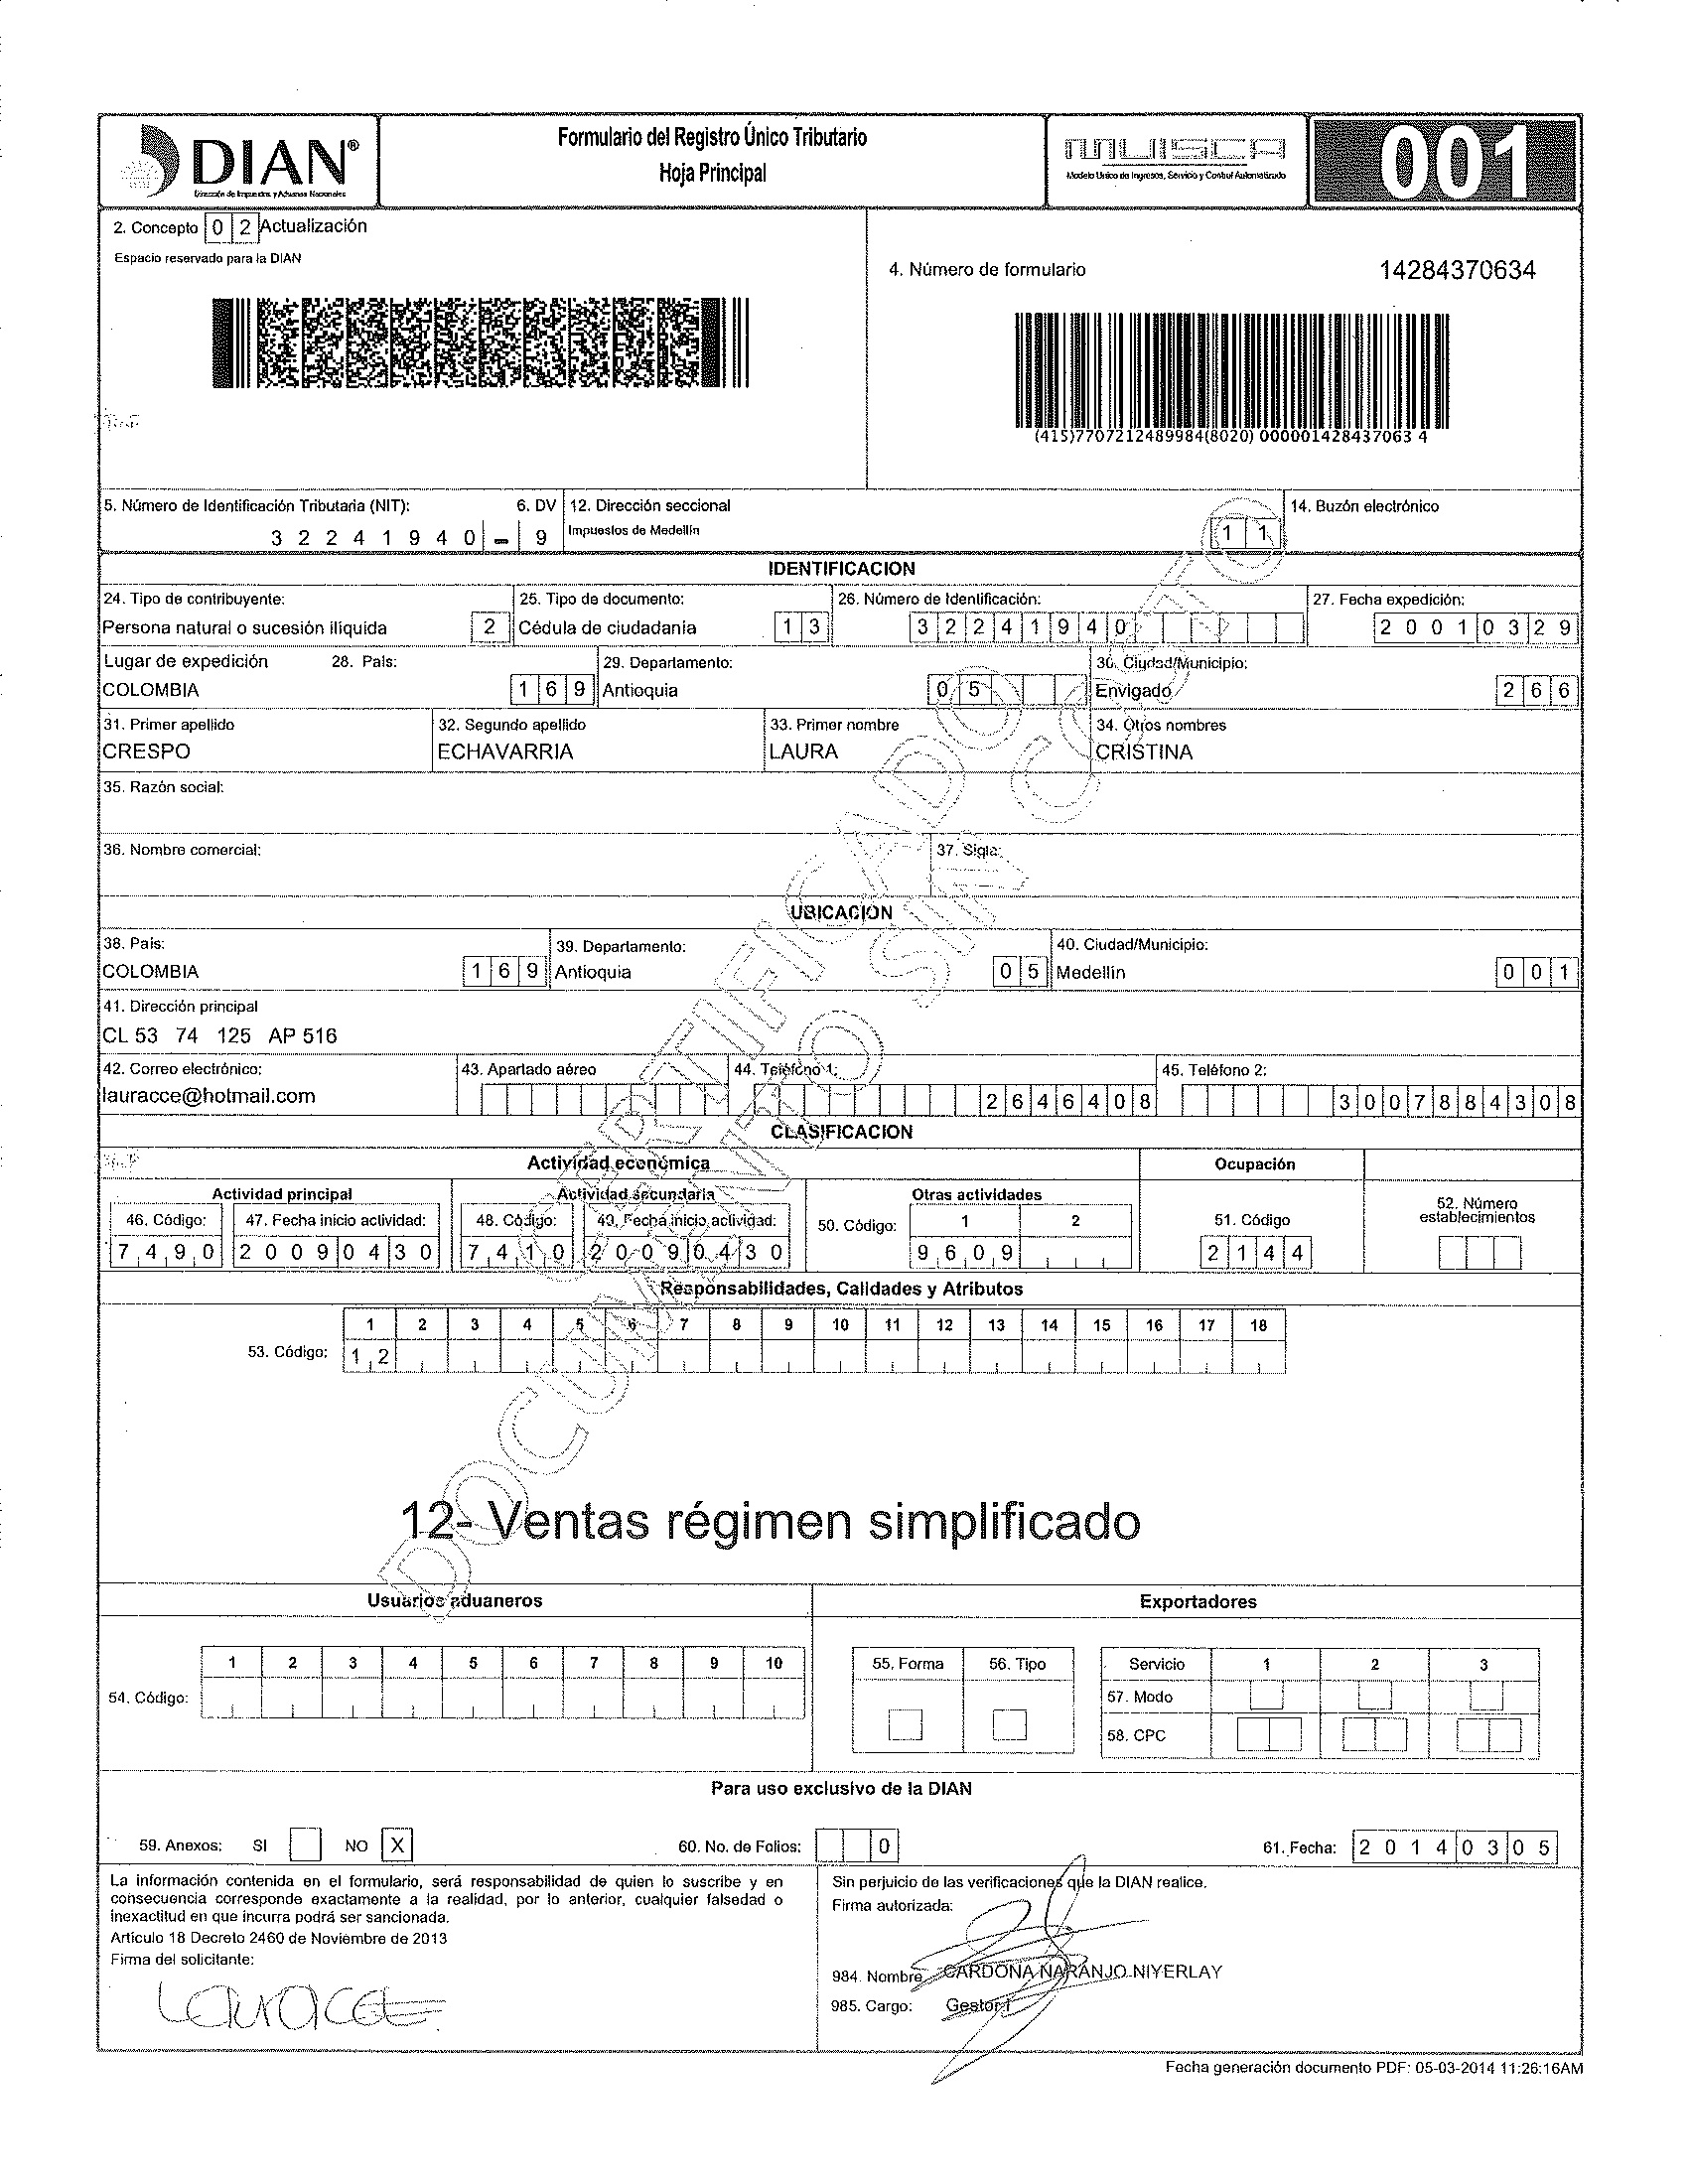 DIAN®
Dirección de Impuestos y Aduanas Nacionales
Formulario del Registro Único Tributario
Hoja Principal
MUISCA
Modelo Único de Ingresos, Servicio y Control Automatizado
001
2. Concepto 0 2 Actualización
Espacio reservado para la DIAN
4. Número de formulario 14284370634
(415)7707212489984(8020) 000001428437063 4
5. Número de Identificación Tributaria (NIT): 6. DV 12. Dirección seccional 14. Buzón electrónico
3 2 2 4 1 9 4 0 - 9 Impuestos de Medellín 1 1
IDENTIFICACION
24. Tipo de contribuyente: 25. Tipo de documento: 26. Número de Identificación: 27. Fecha expedición:
Persona natural o sucesión ilíquida 2 Cédula de ciudadanía 1 3 3 2 2 4 1 9 4 0 2 0 0 1 0 3 2 9
Lugar de expedición 28. País: 29. Departamento: 30. Ciudad/Municipio:
COLOMBIA 1 6 9 Antioquia 0 5 Envigado 2 6 6
31. Primer apellido 32. Segundo apellido 33. Primer nombre 34. Otros nombres
CRESPO ECHAVARRIA LAURA CRISTINA
35. Razón social:
36. Nombre comercial: 37. Sigla:
UBICACION
38. País: 39. Departamento: 40. Ciudad/Municipio:
COLOMBIA 1 6 9 Antioquia 0 5 Medellín 0 0 1
41. Dirección principal
CL 53 74 125 AP 516
42. Correo electrónico: 43. Apartado aéreo 44. Teléfono 1: 45. Teléfono 2:
lauracce@hotmail.com 2 6 4 6 4 0 8 3 0 0 7 8 8 4 3 0 8
CLASIFICACION
Actividad económica Ocupación
Actividad principal Actividad secundaria Otras actividades 52. Número establecimientos
46. Código: 47. Fecha inicio actividad: 48. Código: 49. Fecha inicio actividad: 50. Código: 1 2 51. Código
7 4 9 0 2 0 0 9 0 4 3 0 7 4 1 0 2 0 0 9 0 4 3 0 9 6 0 9 2 1 4 4
Responsabilidades, Calidades y Atributos
1 2 3 4 5 6 7 8 9 10 11 12 13 14 15 16 17 18
53. Código: 1 2
12- Ventas régimen simplificado
CERTIFICADO
DOCUMENTO SIN COSTO
Usuarios aduaneros Exportadores
1 2 3 4 5 6 7 8 9 10 55. Forma 56. Tipo Servicio 1 2 3
54. Código: 57. Modo
58. CPC
Para uso exclusivo de la DIAN
59. Anexos: SI NO X 60. No. de Folios: 0 61. Fecha: 2 0 1 4 0 3 0 5
La información contenida en el formulario, será responsabilidad de quien lo suscribe y en
consecuencia corresponde exactamente a la realidad, por lo anterior, cualquier falsedad o
inexactitud en que incurra podrá ser sancionada.
Artículo 18 Decreto 2460 de Noviembre de 2013
Firma del solicitante:
Lauracce
Sin perjuicio de las verificaciones que la DIAN realice.
Firma autorizada:
984. Nombre CARDONA NARANJO NIYERLAY
985. Cargo: Gestor I
Fecha generación documento PDF: 05-03-2014 11:26:16AM